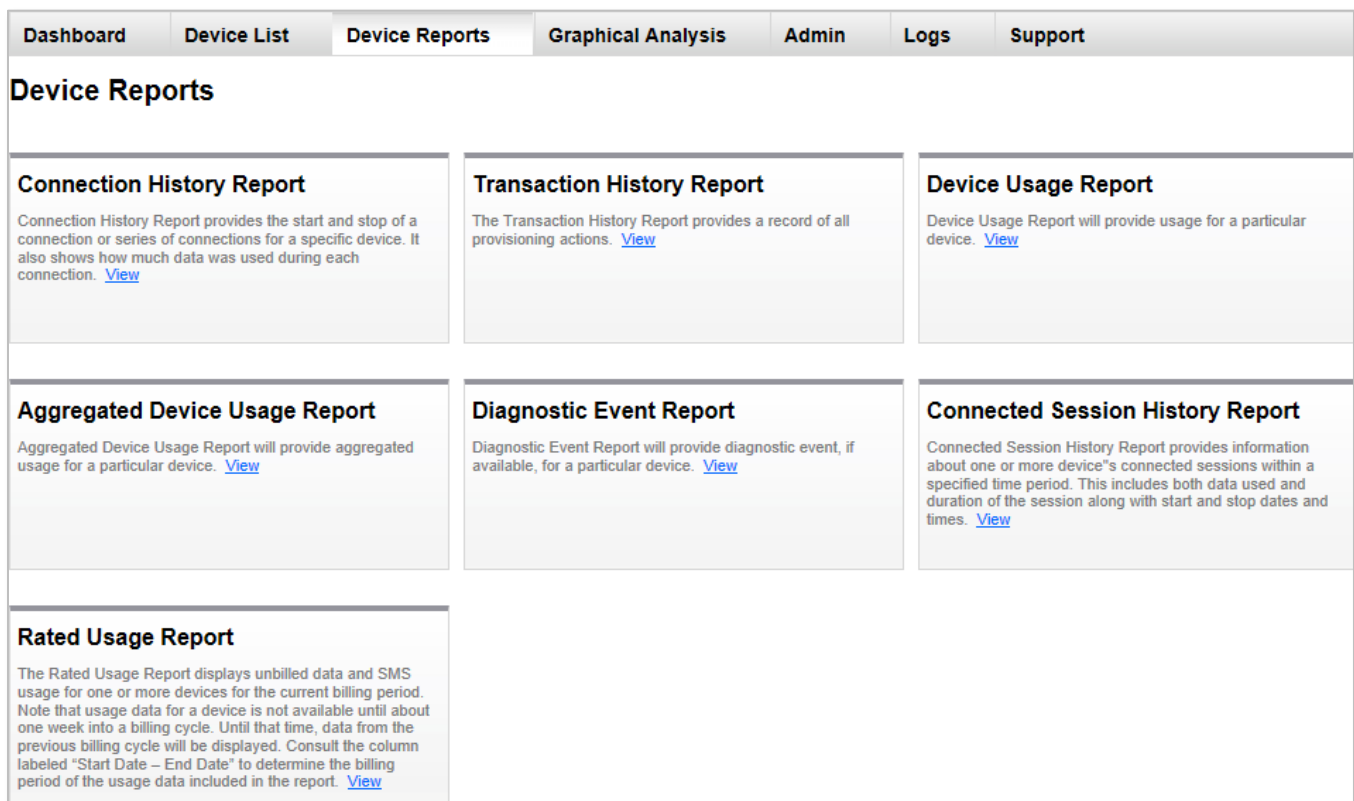 Dashboard Device List Device Reports Graphical Analysis Admin Logs Support
Device Reports
Connection History Report
Connection History Report provides the start and stop of a
connection or series of connections for a specific device. It
also shows how much data was used during each
connection. View
Transaction History Report
The Transaction History Report provides a record of all
provisioning actions. View
Device Usage Report
Device Usage Report will provide usage for a particular
device. View
Aggregated Device Usage Report
Aggregated Device Usage Report will provide aggregated
usage for a particular device. View
Diagnostic Event Report
Diagnostic Event Report will provide diagnostic event, if
available, for a particular device. View
Connected Session History Report
Connected Session History Report provides information
about one or more device"s connected sessions within a
specified time period. This includes both data used and
duration of the session along with start and stop dates and
times. View
Rated Usage Report
The Rated Usage Report displays unbilled data and SMS
usage for one or more devices for the current billing period.
Note that usage data for a device is not available until about
one week into a billing cycle. Until that time, data from the
previous billing cycle will be displayed. Consult the column
labeled “Start Date – End Date” to determine the billing
period of the usage data included in the report. View